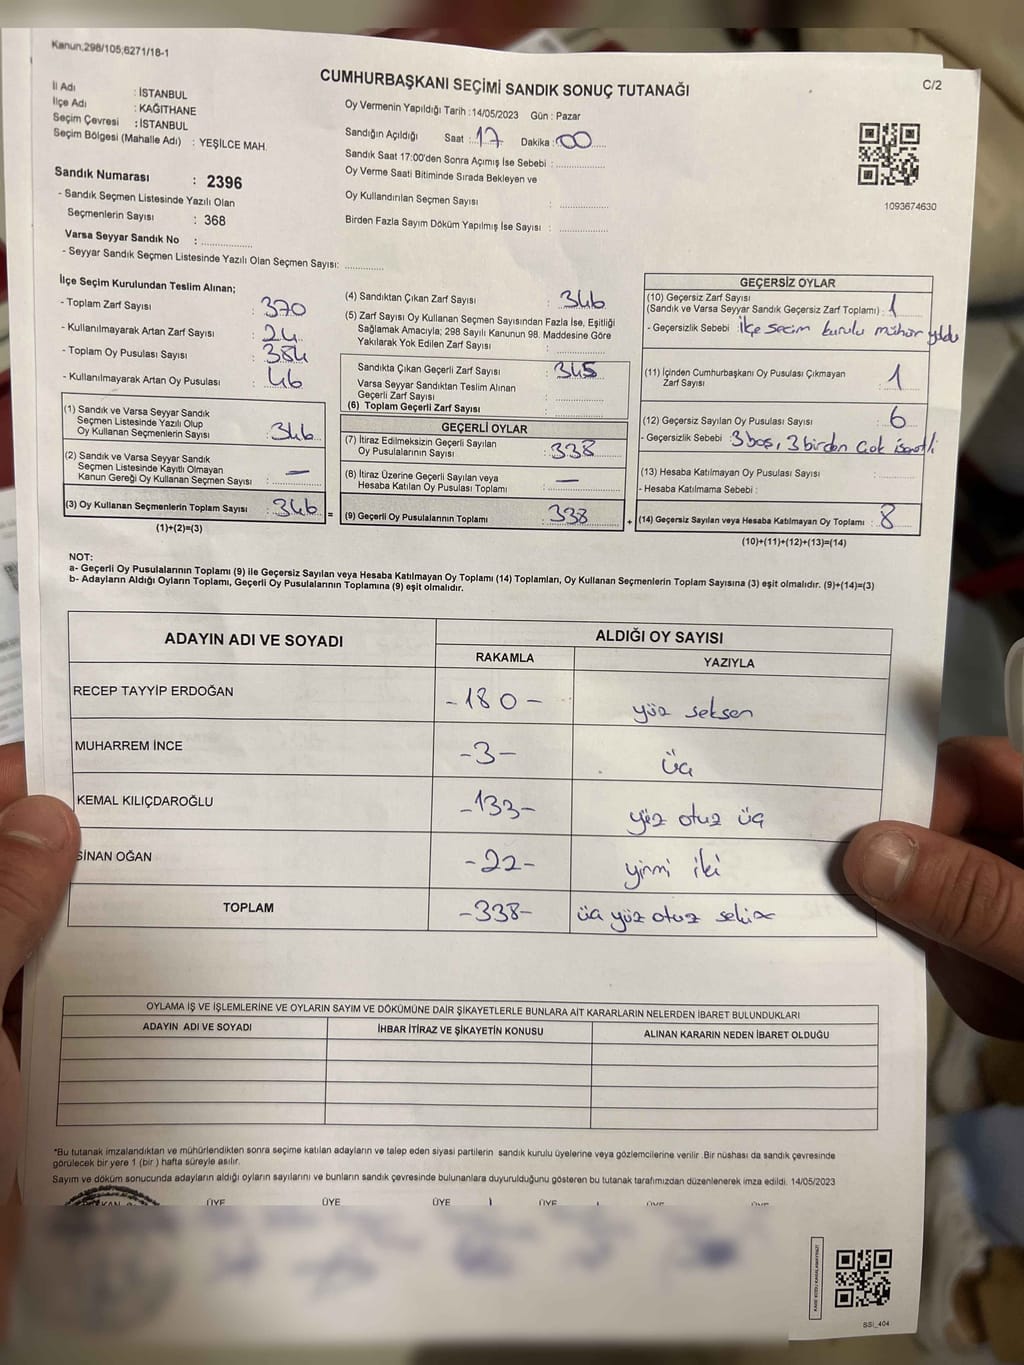 Kanun;298/105;6271/18-1
CUMHURBAŞKANI SEÇİMİ SANDIK SONUÇ TUTANAĞI
C/2
İl Adı : İSTANBUL
İlçe Adı : KAĞITHANE
Seçim Çevresi : İSTANBUL
Seçim Bölgesi (Mahalle Adı) : YEŞİLCE MAH.
Sandık Numarası : 2396
- Sandık Seçmen Listesinde Yazılı Olan
Seçmenlerin Sayısı : 368
Varsa Seyyar Sandık No :
- Seyyar Sandık Seçmen Listesinde Yazılı Olan Seçmen Sayısı:
Oy Vermenin Yapıldığı Tarih :14/05/2023 Gün : Pazar
Sandığın Açıldığı Saat : 17 Dakika : 00
Sandık Saat 17:00'den Sonra Açımış İse Sebebi :
Oy Verme Saati Bitiminde Sırada Bekleyen ve
Oy Kullandırılan Seçmen Sayısı :
Birden Fazla Sayım Döküm Yapılmış İse Sayısı :
1093674630
İlçe Seçim Kurulundan Teslim Alınan;
- Toplam Zarf Sayısı : 370
- Kullanılmayarak Artan Zarf Sayısı : 24
- Toplam Oy Pusulası Sayısı : 384
- Kullanılmayarak Artan Oy Pusulası : 46
(1) Sandık ve Varsa Seyyar Sandık
Seçmen Listesinde Yazılı Olup
Oy Kullanan Seçmenlerin Sayısı : 346
(2) Sandık ve Varsa Seyyar Sandık
Seçmen Listesinde Kayıtlı Olmayan
Kanun Gereği Oy Kullanan Seçmen Sayısı : —
(3) Oy Kullanan Seçmenlerin Toplam Sayısı : 346 =
(1)+(2)=(3)
(4) Sandıktan Çıkan Zarf Sayısı : 346
(5) Zarf Sayısı Oy Kullanan Seçmen Sayısından Fazla İse, Eşitliği
Sağlamak Amacıyla; 298 Sayılı Kanunun 98. Maddesine Göre
Yakılarak Yok Edilen Zarf Sayısı :
Sandıkta Çıkan Geçerli Zarf Sayısı : 345
Varsa Seyyar Sandıktan Teslim Alınan
Geçerli Zarf Sayısı :
(6) Toplam Geçerli Zarf Sayısı :
GEÇERLİ OYLAR
(7) İtiraz Edilmeksizin Geçerli Sayılan
Oy Pusulalarının Sayısı : 338
(8) İtiraz Üzerine Geçerli Sayılan veya
Hesaba Katılan Oy Pusulası Toplamı : —
(9) Geçerli Oy Pusulalarının Toplamı : 338 +
GEÇERSİZ OYLAR
(10) Geçersiz Zarf Sayısı
(Sandık ve Varsa Seyyar Sandık Geçersiz Zarf Toplamı) : 1
- Geçersizlik Sebebi : İlçe seçim kurulu mühür
(11) İçinden Cumhurbaşkanı Oy Pusulası Çıkmayan
Zarf Sayısı : 1
(12) Geçersiz Sayılan Oy Pusulası Sayısı : 6
- Geçersizlik Sebebi : 3 boş, 3 birden çok işaretli
(13) Hesaba Katılmayan Oy Pusulası Sayısı :
- Hesaba Katılmama Sebebi :
(14) Geçersiz Sayılan veya Hesaba Katılmayan Oy Toplamı : 8
(10)+(11)+(12)+(13)=(14)
NOT:
a- Geçerli Oy Pusulalarının Toplamı (9) ile Geçersiz Sayılan veya Hesaba Katılmayan Oy Toplamı (14) Toplamları, Oy Kullanan Seçmenlerin Toplam Sayısına (3) eşit olmalıdır. (9)+(14)=(3)
b- Adayların Aldığı Oyların Toplamı, Geçerli Oy Pusulalarının Toplamına (9) eşit olmalıdır.
ADAYIN ADI VE SOYADI ALDIĞI OY SAYISI
RAKAMLA YAZIYLA
RECEP TAYYİP ERDOĞAN -180- yüz seksen
MUHARREM İNCE -3- üç
KEMAL KILIÇDAROĞLU -133- yüz otuz üç
SİNAN OĞAN -22- yirmi iki
TOPLAM -338- üç yüz otuz sekiz
OYLAMA İŞ VE İŞLEMLERİNE VE OYLARIN SAYIM VE DÖKÜMÜNE DAİR ŞİKAYETLERLE BUNLARA AİT KARARLARIN NELERDEN İBARET BULUNDUKLARI
ADAYIN ADI VE SOYADI İHBAR İTİRAZ VE ŞİKAYETİN KONUSU ALINAN KARARIN NEDEN İBARET OLDUĞU
*Bu tutanak imzalandıktan ve mühürlendikten sonra seçime katılan adayların ve talep eden siyasi partilerin sandık kurulu üyelerine veya gözlemcilerine verilir .Bir nüshası da sandık çevresinde
görülecek bir yere 1 (bir ) hafta süreyle asılır.
Sayım ve döküm sonucunda adayların aldığı oyların sayılarını ve bunların sandık çevresinde bulunanlara duyurulduğunu gösteren bu tutanak tarafımızdan düzenlenerek imza edildi. 14/05/2023
ÜYE ÜYE ÜYE ÜYE ÜYE ÜYE
SSI_404